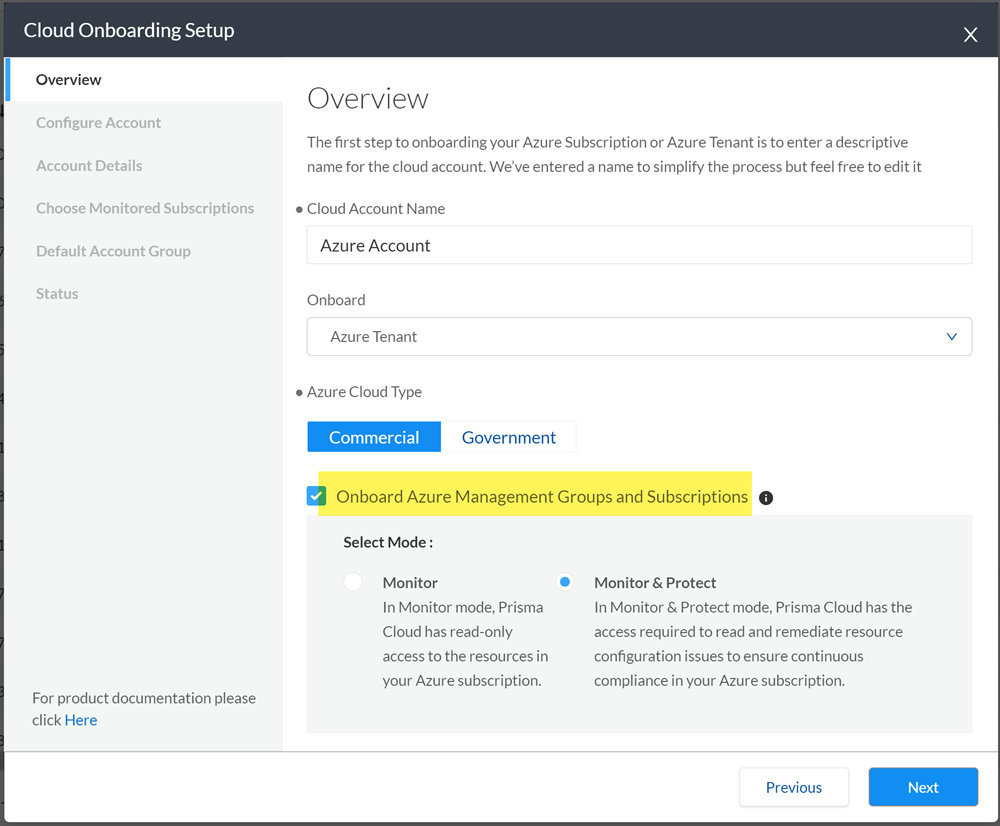 Cloud Onboarding Setup
Overview
Configure Account
Account Details
Choose Monitored Subscriptions
Default Account Group
Status
For product documentation please
click Here
Overview
The first step to onboarding your Azure Subscription or Azure Tenant is to enter a descriptive
name for the cloud account. We've entered a name to simplify the process but feel free to edit it
Cloud Account Name
Azure Account
Onboard
Azure Tenant
Azure Cloud Type
Commercial Government
Onboard Azure Management Groups and Subscriptions
Select Mode :
Monitor
In Monitor mode, Prisma
Cloud has read-only
access to the resources in
your Azure subscription.
Monitor & Protect
In Monitor & Protect mode, Prisma Cloud has the
access required to read and remediate resource
configuration issues to ensure continuous
compliance in your Azure subscription.
Previous Next